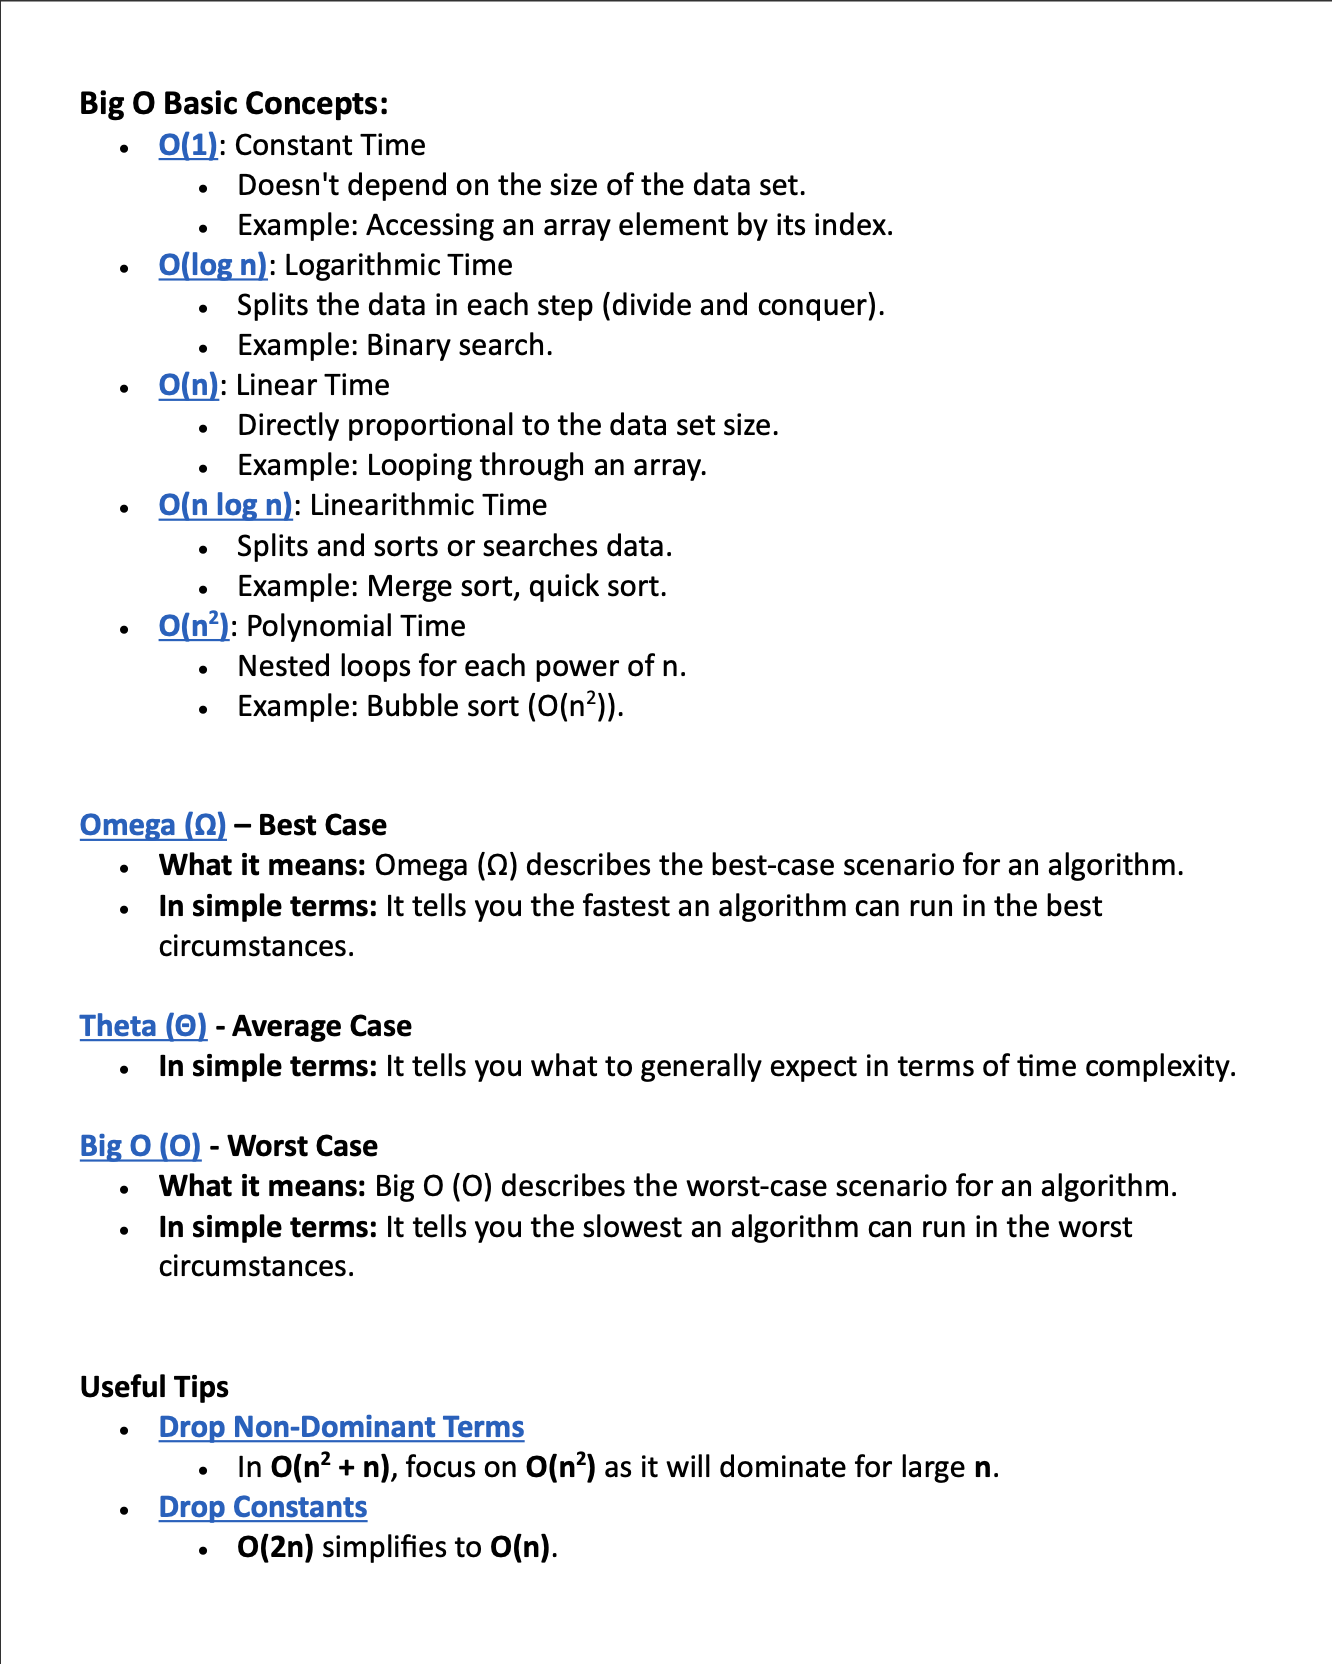 Big O Basic Concepts:
• O(1): Constant Time
• Doesn't depend on the size of the data set.
• Example: Accessing an array element by its index.
• O(log n): Logarithmic Time
• Splits the data in each step (divide and conquer).
• Example: Binary search.
• O(n): Linear Time
• Directly proportional to the data set size.
• Example: Looping through an array.
• O(n log n): Linearithmic Time
• Splits and sorts or searches data.
• Example: Merge sort, quick sort.
• O(n²): Polynomial Time
• Nested loops for each power of n.
• Example: Bubble sort (O(n²)).
Omega (Ω) – Best Case
• What it means: Omega (Ω) describes the best-case scenario for an algorithm.
• In simple terms: It tells you the fastest an algorithm can run in the best
circumstances.
Theta (Θ) - Average Case
• In simple terms: It tells you what to generally expect in terms of time complexity.
Big O (O) - Worst Case
• What it means: Big O (O) describes the worst-case scenario for an algorithm.
• In simple terms: It tells you the slowest an algorithm can run in the worst
circumstances.
Useful Tips
• Drop Non-Dominant Terms
• In O(n² + n), focus on O(n²) as it will dominate for large n.
• Drop Constants
• O(2n) simplifies to O(n).